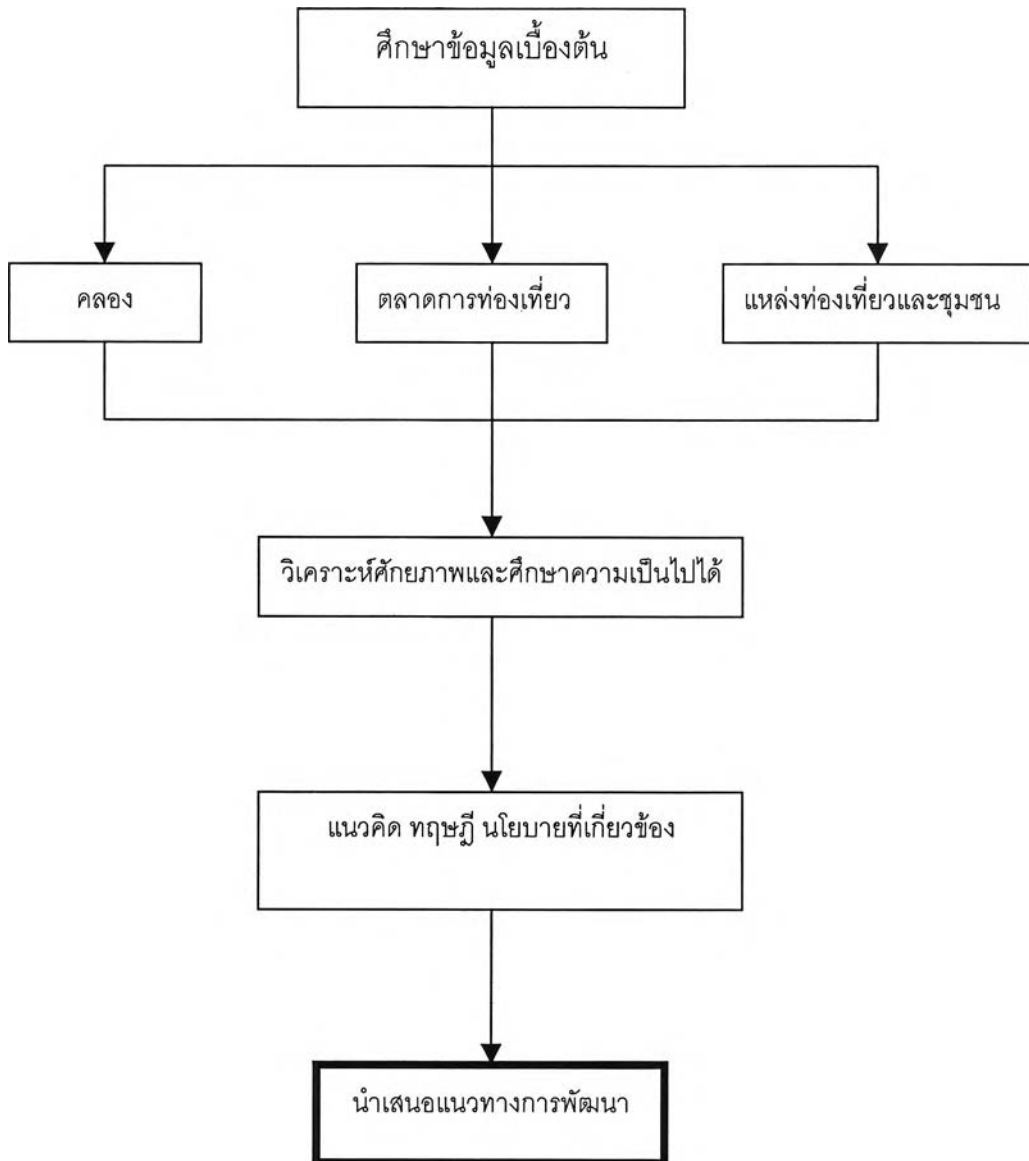 ศึกษาข้อมูลเบื้องต้น
คลอง
ตลาดการท่องเที่ยว
แหล่งท่องเที่ยวและชุมชน
วิเคราะห์ศักยภาพและศึกษาความเป็นไปได้
แนวคิด ทฤษฎี นโยบายที่เกี่ยวข้อง
นำเสนอแนวทางการพัฒนา